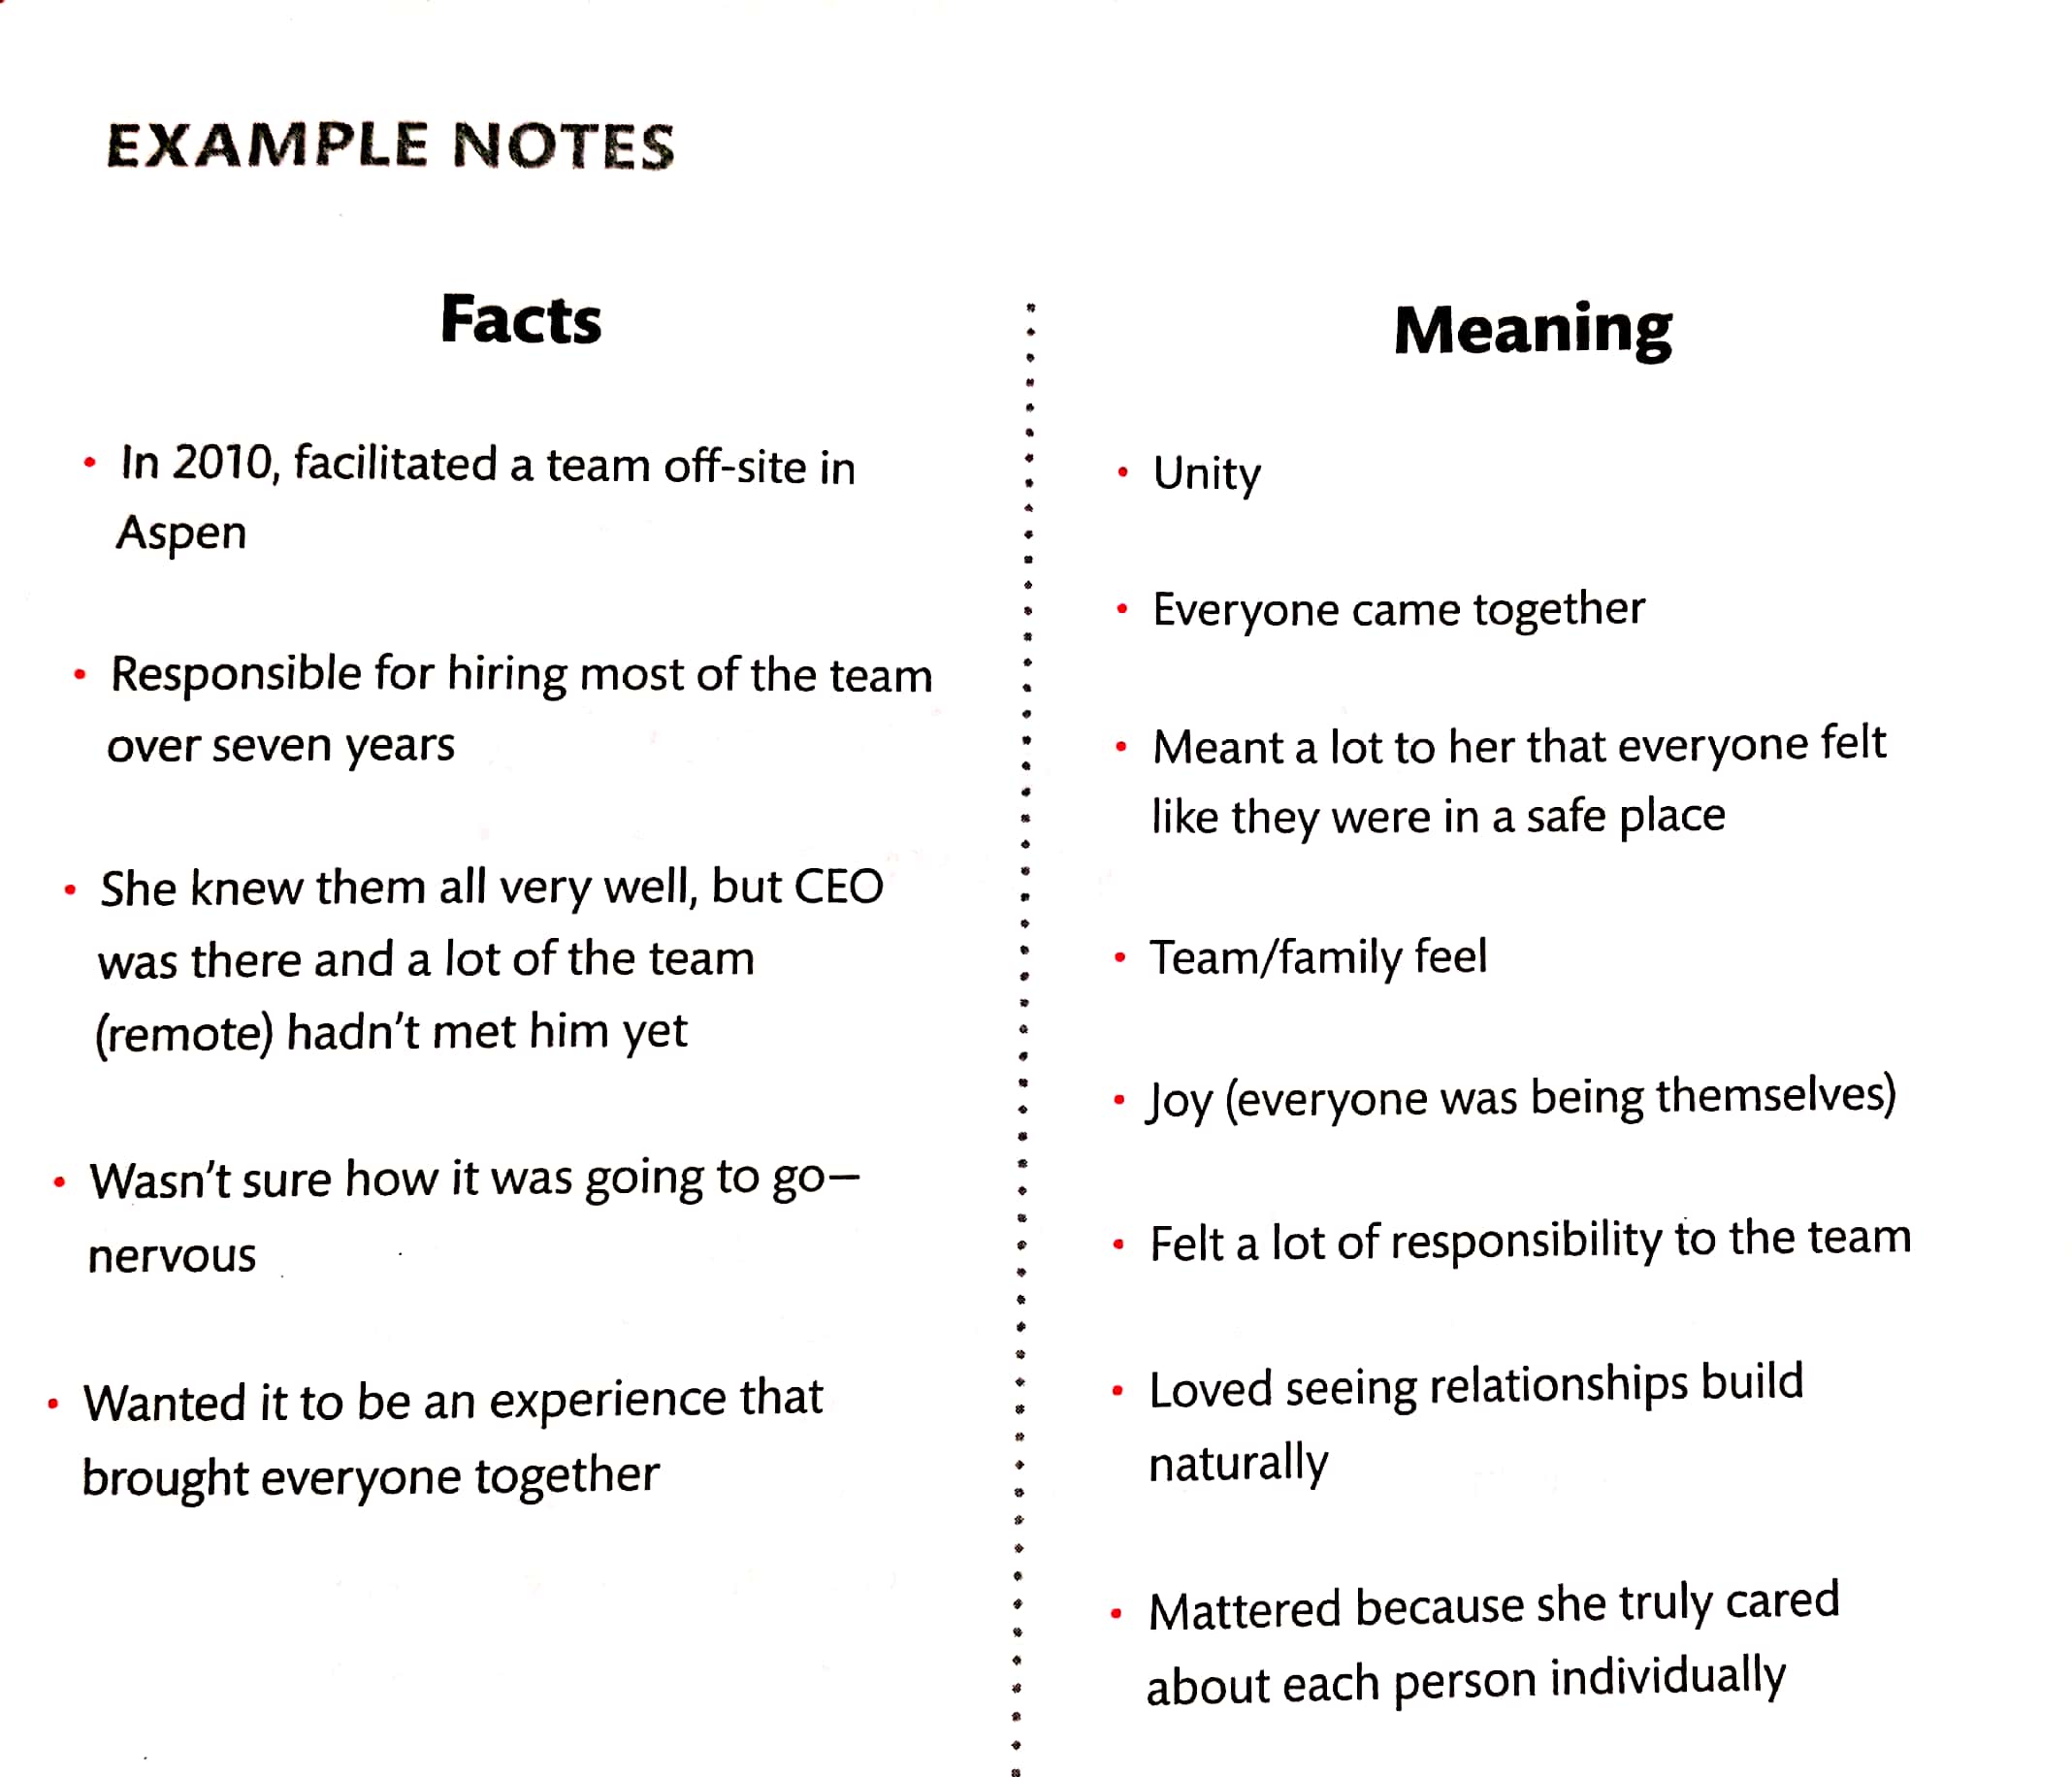 EXAMPLE NOTES
Facts
• In 2010, facilitated a team off-site in
Aspen
• Responsible for hiring most of the team
over seven years
• She knew them all very well, but CEO
was there and a lot of the team
(remote) hadn't met him yet
• Wasn't sure how it was going to go—
nervous
• Wanted it to be an experience that
brought everyone together
Meaning
• Unity
• Everyone came together
• Meant a lot to her that everyone felt
like they were in a safe place
• Team/family feel
• Joy (everyone was being themselves)
• Felt a lot of responsibility to the team
• Loved seeing relationships build
naturally
• Mattered because she truly cared
about each person individually